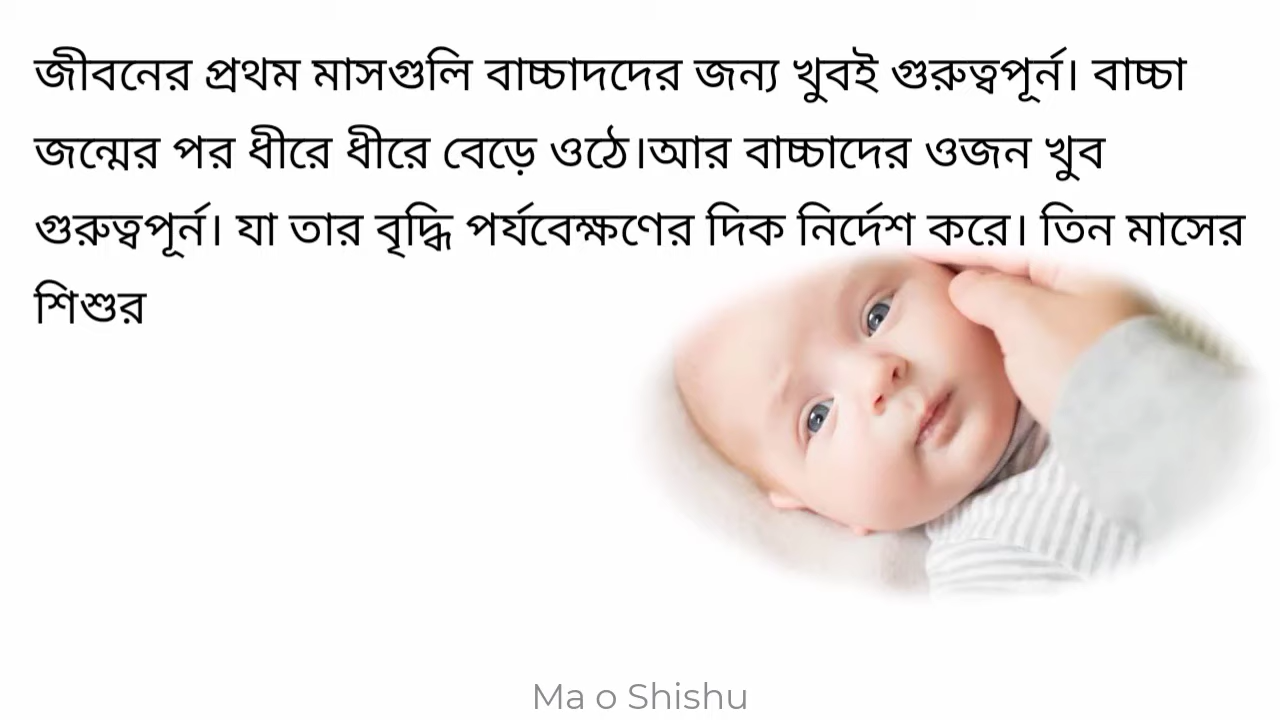 জীবনের প্রথম মাসগুলি বাচ্চাদদের জন্য খুবই গুরুত্বপূর্ন। বাচ্চা
জন্মের পর ধীরে ধীরে বেড়ে ওঠে।আর বাচ্চাদের ওজন খুব
গুরুত্বপূর্ন। যা তার বৃদ্ধি পর্যবেক্ষণের দিক নির্দেশ করে। তিন মাসের
শিশুর
Ma o Shishu